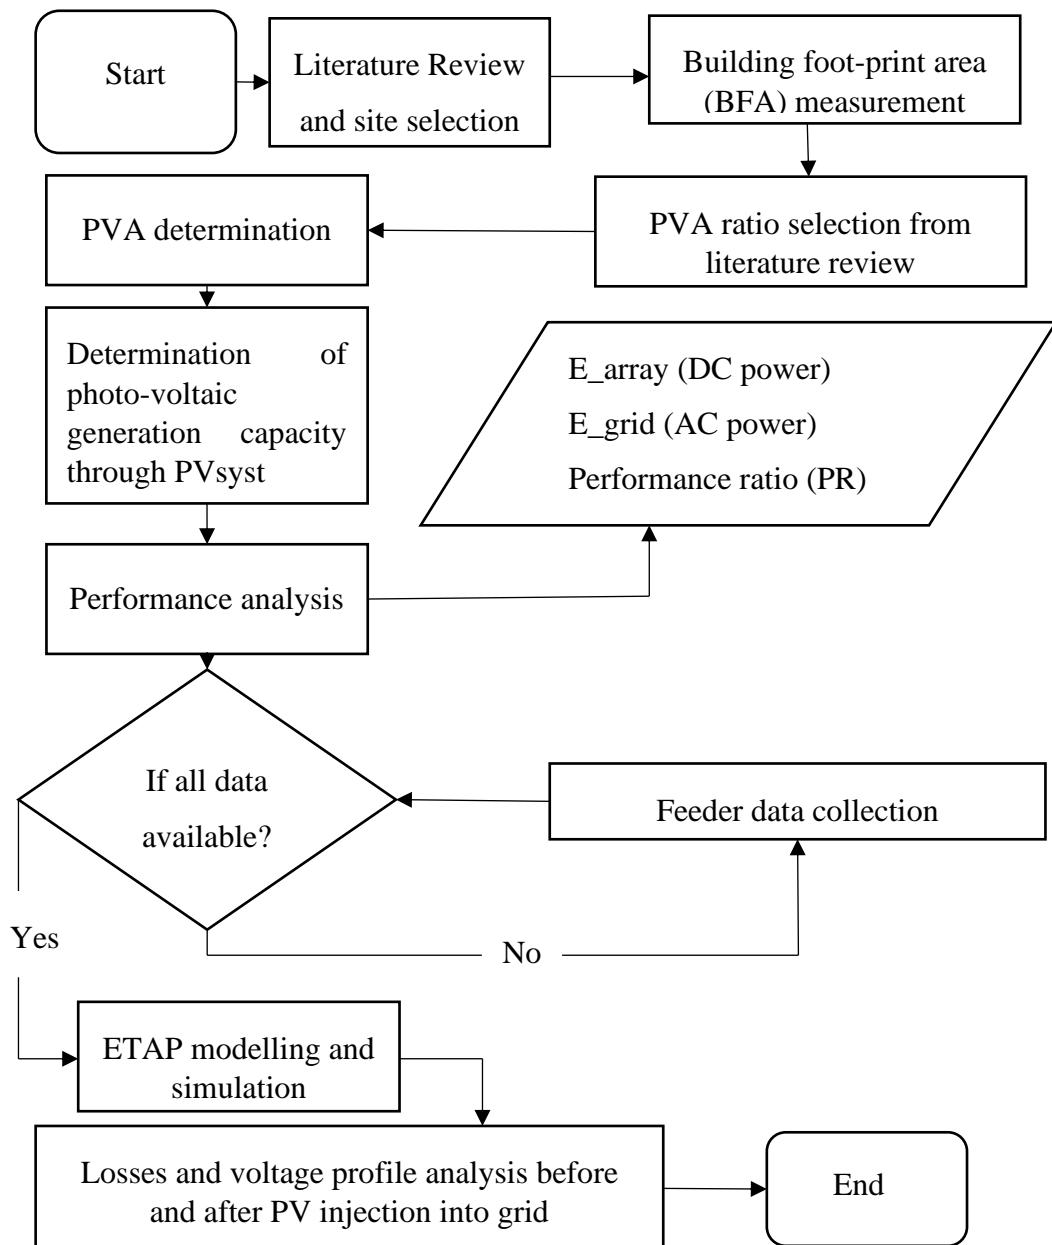 Start
Literature Review
and site selection
Building foot-print area
(BFA) measurement
PVA determination
PVA ratio selection from
literature review
Determination of
photo-voltaic
generation capacity
through PVsyst
E_array (DC power)
E_grid (AC power)
Performance ratio (PR)
Performance analysis
If all data
available?
Feeder data collection
Yes
No
ETAP modelling and
simulation
Losses and voltage profile analysis before
and after PV injection into grid
End